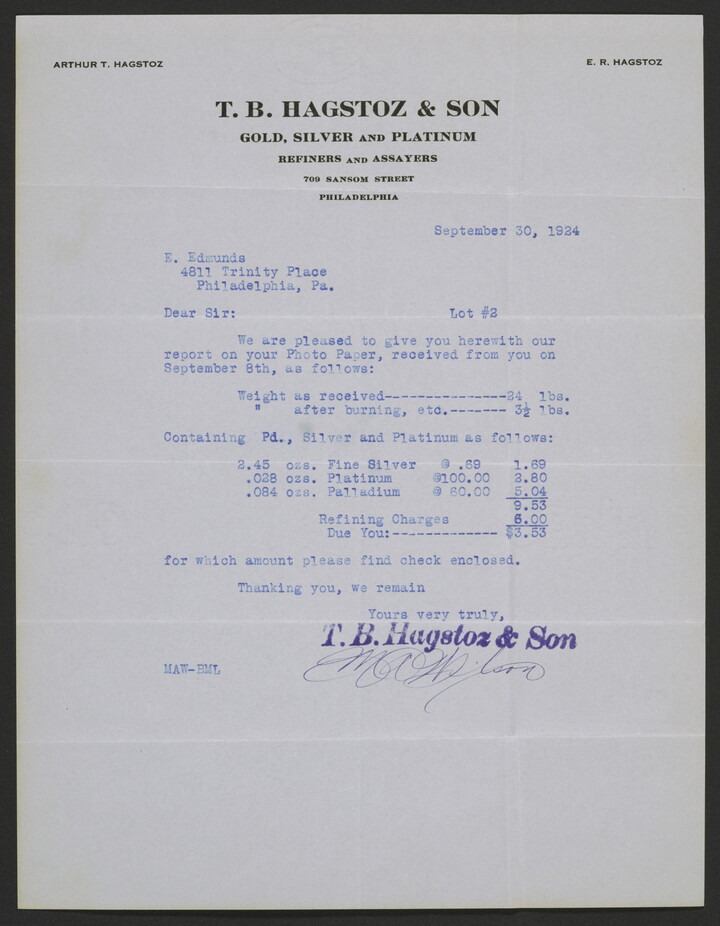 ARTHUR T. HAGSTOZ
E. R. HAGSTOZ
T. B. HAGSTOZ & SON
GOLD, SILVER AND PLATINUM
REFINERS AND ASSAYERS
709 SANSOM STREET
PHILADELPHIA
September 30, 1924
E. Edmunds
4811 Trinity Place
Philadelphia, Pa.
Dear Sir: Lot #2
We are pleased to give you herewith our
report on your Photo Paper, received from you on
September 8th, as follows:
Weight as received---------------24 lbs.
" after burning, etc.------- 3½ lbs.
Containing Pd., Silver and Platinum as follows:
2.45 ozs. Fine Silver @ .69 1.69
.028 ozs. Platinum @100.00 2.80
.084 ozs. Palladium @ 60.00 5.04
9.53
Refining Charges 6.00
Due You:------------- $3.53
for which amount please find check enclosed.
Thanking you, we remain
Yours very truly,
T. B. Hagstoz & Son
M A Wilson
MAW-BML